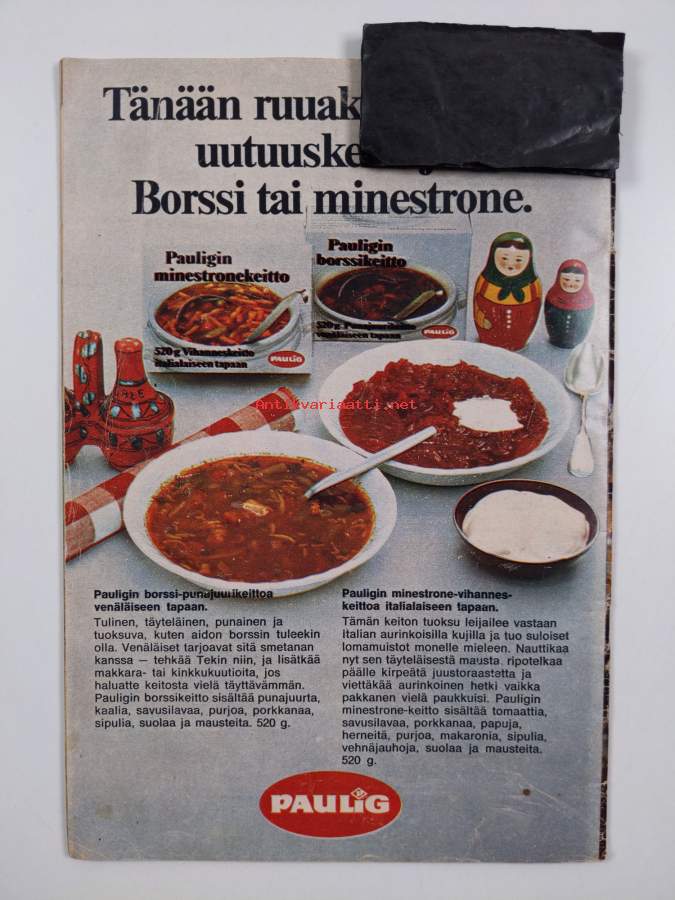 Tänään
Borssi tai minestrone.
Pauligin
minestronekeitto
520 g Vihanneskeitto
italialaiseen tapaan
PAULIG
Pauligin
borssikeitto
venäläiseen tapaan
PAULIG
Antikvariaatti.net
Pauligin borssi-punajuurikeittoa
venäläiseen tapaan.
Tulinen, täyteläinen, punainen ja
tuoksuva, kuten aidon borssin tuleekin
olla. Venäläiset tarjoavat sitä smetanan
kanssa — tehkää Tekin niin, ja lisätkää
makkara- tai kinkkukuutioita, jos
haluatte keitosta vielä täyttävämmän.
Pauligin borssikeitto sisältää punajuurta,
kaalia, savusilavaa, purjoa, porkkanaa,
sipulia, suolaa ja mausteita. 520 g.
Pauligin minestrone-vihannes-
keittoa italialaiseen tapaan.
Tämän keiton tuoksu leijailee vastaan
Italian aurinkoisilla kujilla ja tuo suloiset
lomamuistot monelle mieleen. Nauttikaa
nyt sen täyteläisestä mausta, ripotelkaa
päälle kirpeätä juustoraastetta ja
viettäkää aurinkoinen hetki vaikka
pakkanen vielä paukkuisi. Pauligin
minestrone-keitto sisältää tomaattia,
savusilavaa, porkkanaa, papuja,
herneitä, purjoa, makaronia, sipulia,
vehnäjauhoja, suolaa ja mausteita.
520 g.
PAULIG